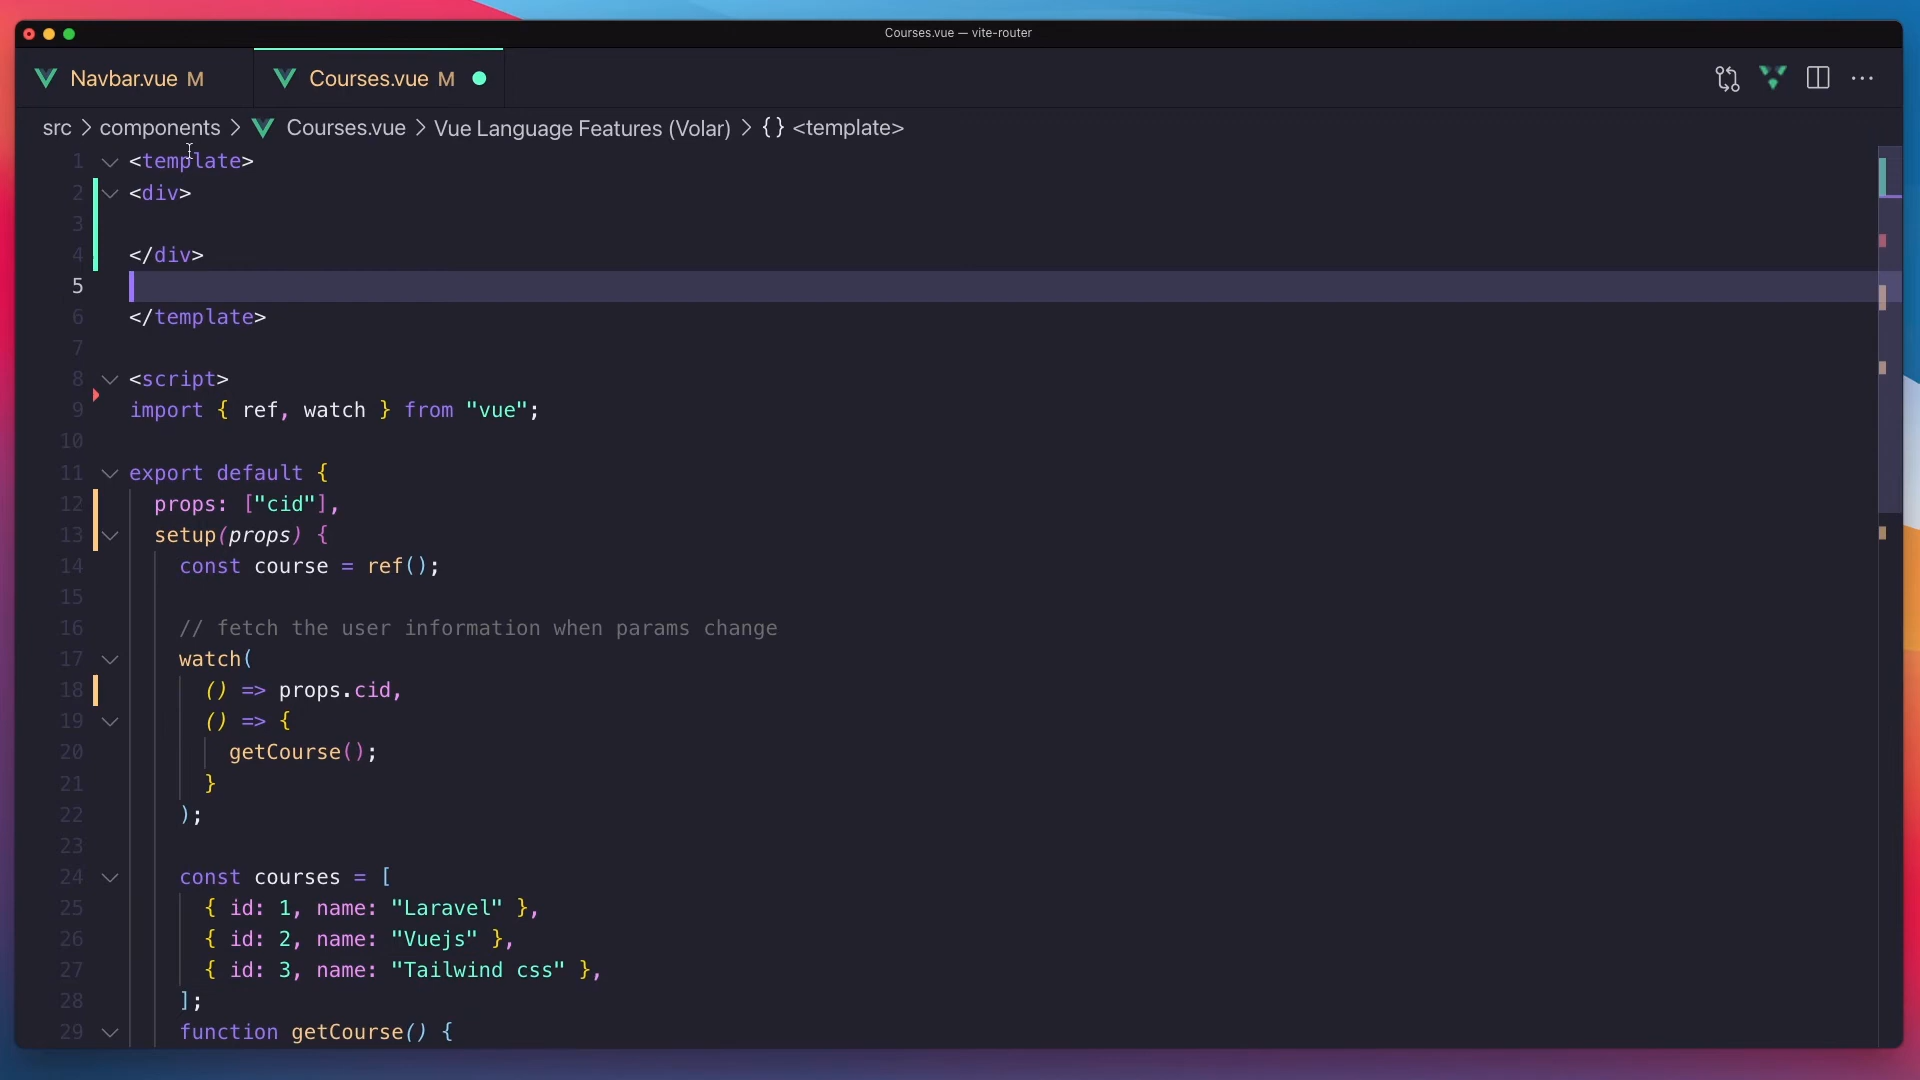 Courses.vue — vite-router
Navbar.vue M
Courses.vue M
src > components > Courses.vue > Vue Language Features (Volar) > {} <template>
1 <template>
2 <div>
3
4 </div>
5
6 </template>
7
8 <script>
9 import { ref, watch } from "vue";
10
11 export default {
12 props: ["cid"],
13 setup(props) {
14 const course = ref();
15
16 // fetch the user information when params change
17 watch(
18 () => props.cid,
19 () => {
20 getCourse();
21 }
22 );
23
24 const courses = [
25 { id: 1, name: "Laravel" },
26 { id: 2, name: "Vuejs" },
27 { id: 3, name: "Tailwind css" },
28 ];
29 function getCourse() {